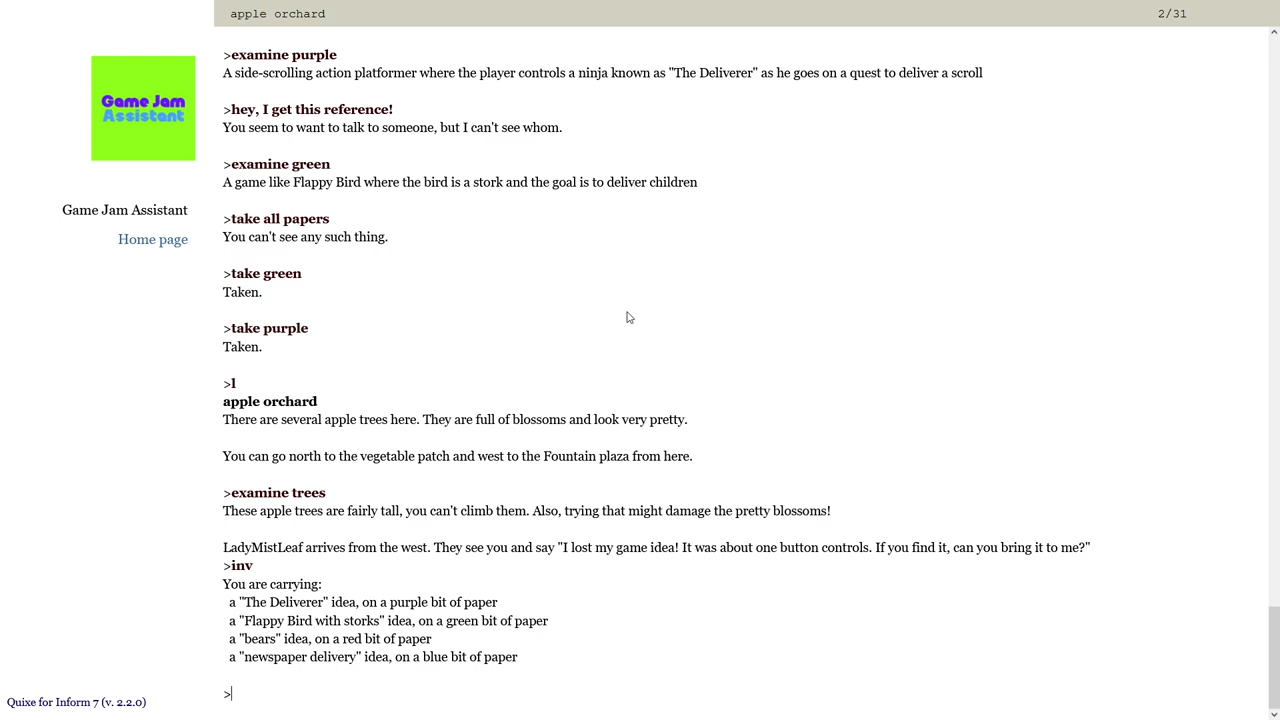 apple orchard 2/31
>examine purple
A side-scrolling action platformer where the player controls a ninja known as "The Deliverer" as he goes on a quest to deliver a scroll
>hey, I get this reference!
You seem to want to talk to someone, but I can't see whom.
>examine green
A game like Flappy Bird where the bird is a stork and the goal is to deliver children
>take all papers
You can't see any such thing.
>take green
Taken.
>take purple
Taken.
>l
apple orchard
There are several apple trees here. They are full of blossoms and look very pretty.
You can go north to the vegetable patch and west to the Fountain plaza from here.
>examine trees
These apple trees are fairly tall, you can't climb them. Also, trying that might damage the pretty blossoms!
LadyMistLeaf arrives from the west. They see you and say "I lost my game idea! It was about one button controls. If you find it, can you bring it to me?"
>inv
You are carrying:
a "The Deliverer" idea, on a purple bit of paper
a "Flappy Bird with storks" idea, on a green bit of paper
a "bears" idea, on a red bit of paper
a "newspaper delivery" idea, on a blue bit of paper
>
Game Jam
Assistant
Game Jam Assistant
Home page
Quixe for Inform 7 (v. 2.2.0)